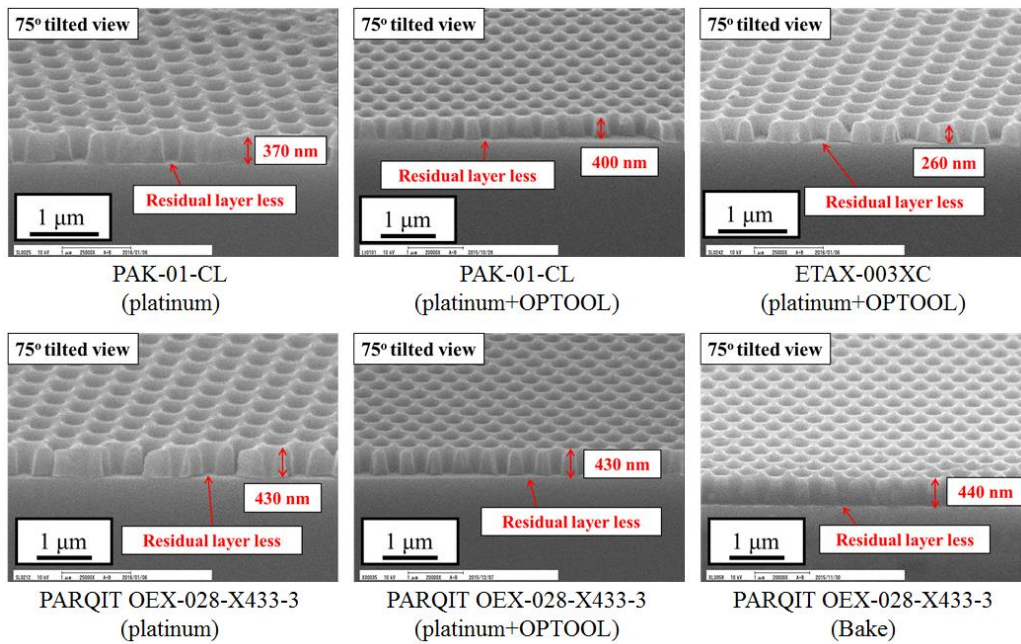 75° tilted view
370 nm
Residual layer less
1 μm
PAK-01-CL
(platinum)
75° tilted view
400 nm
Residual layer less
1 μm
PAK-01-CL
(platinum+OPTOOL)
75° tilted view
260 nm
Residual layer less
1 μm
ETAX-003XC
(platinum+OPTOOL)
75° tilted view
430 nm
Residual layer less
1 μm
PARQIT OEX-028-X433-3
(platinum)
75° tilted view
430 nm
Residual layer less
1 μm
PARQIT OEX-028-X433-3
(platinum+OPTOOL)
75° tilted view
440 nm
Residual layer less
1 μm
PARQIT OEX-028-X433-3
(Bake)